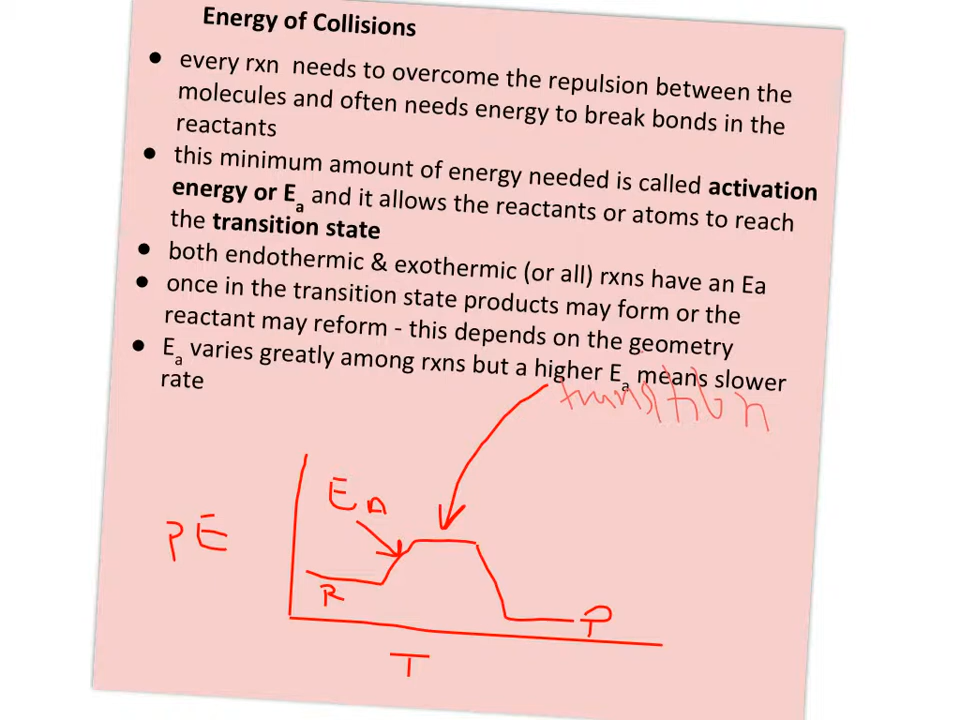 Energy of Collisions
● every rxn needs to overcome the repulsion between the
molecules and often needs energy to break bonds in the
reactants
● this minimum amount of energy needed is called activation
energy or Ea and it allows the reactants or atoms to reach
the transition state
● both endothermic & exothermic (or all) rxns have an Ea
● once in the transition state products may form or the
reactant may reform - this depends on the geometry
● Ea varies greatly among rxns but a higher Ea means slower
rate
transition
EA
PE
R
P
T